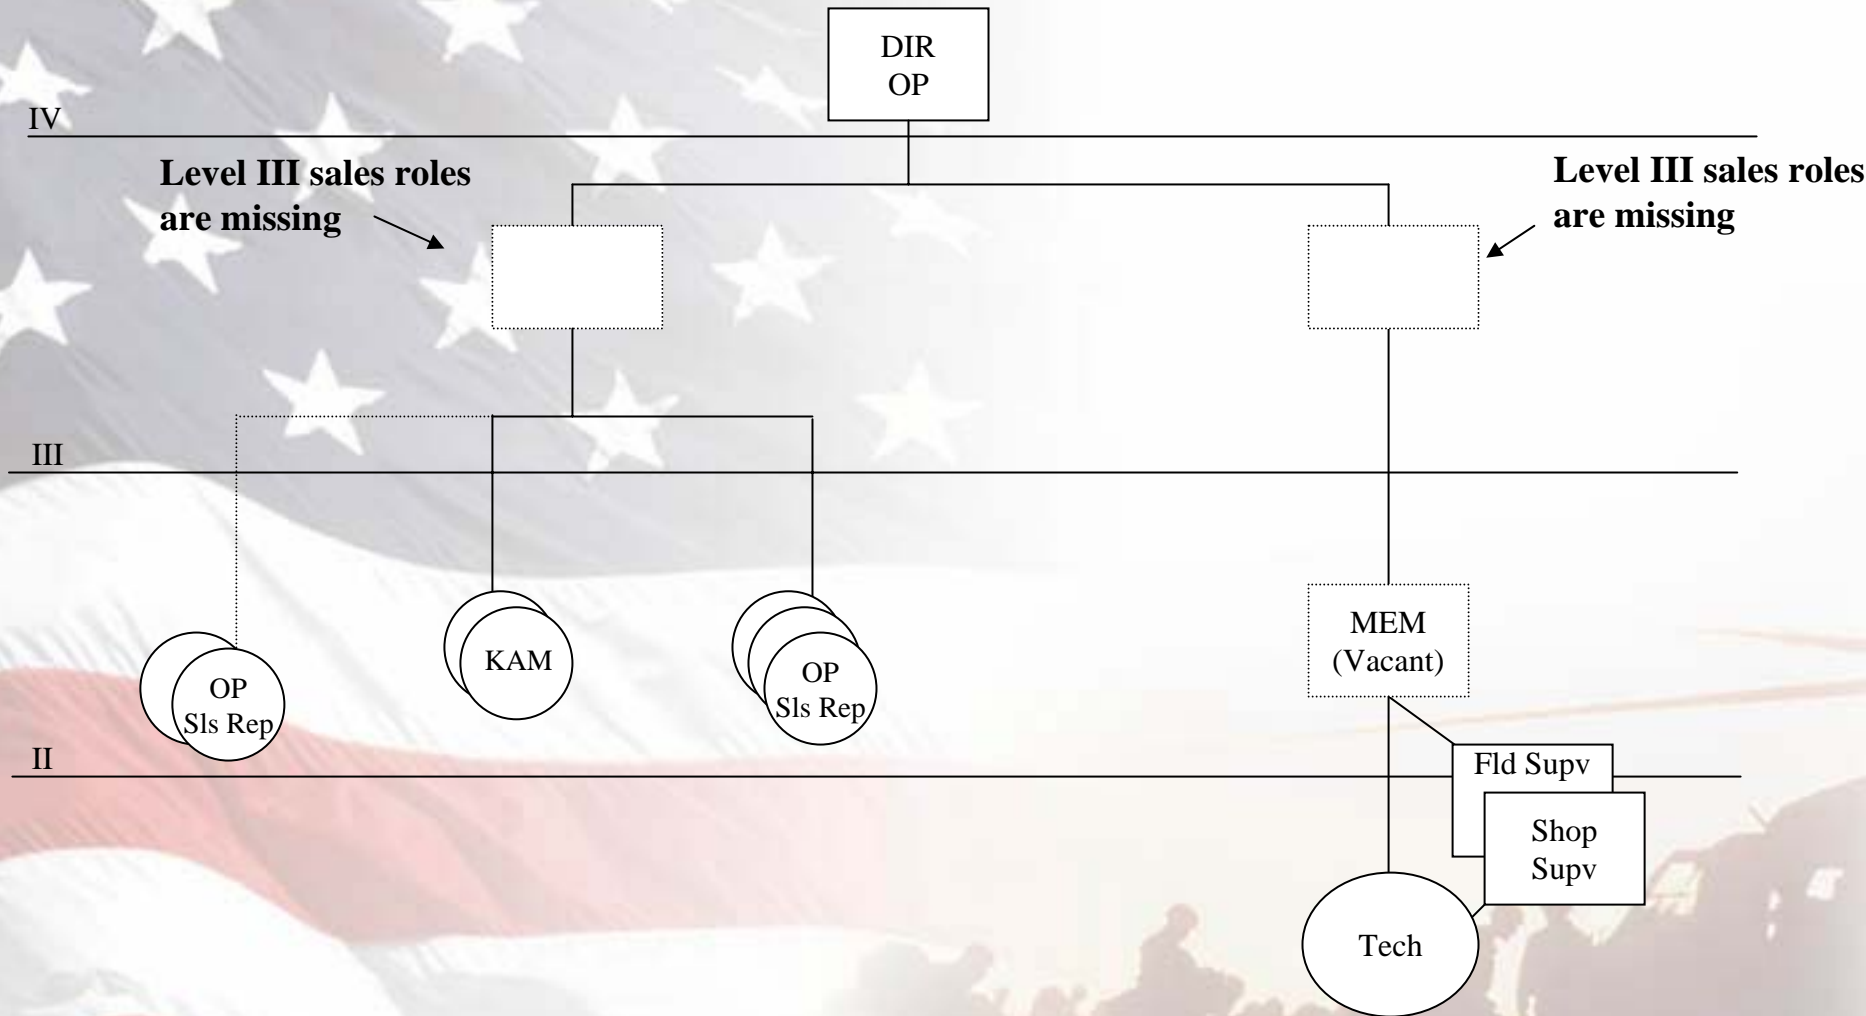 DIR
OP
IV
Level III sales roles
are missing
Level III sales roles
are missing
III
OP
Sls Rep
KAM
OP
Sls Rep
MEM
(Vacant)
II
Fld Supv
Shop
Supv
Tech